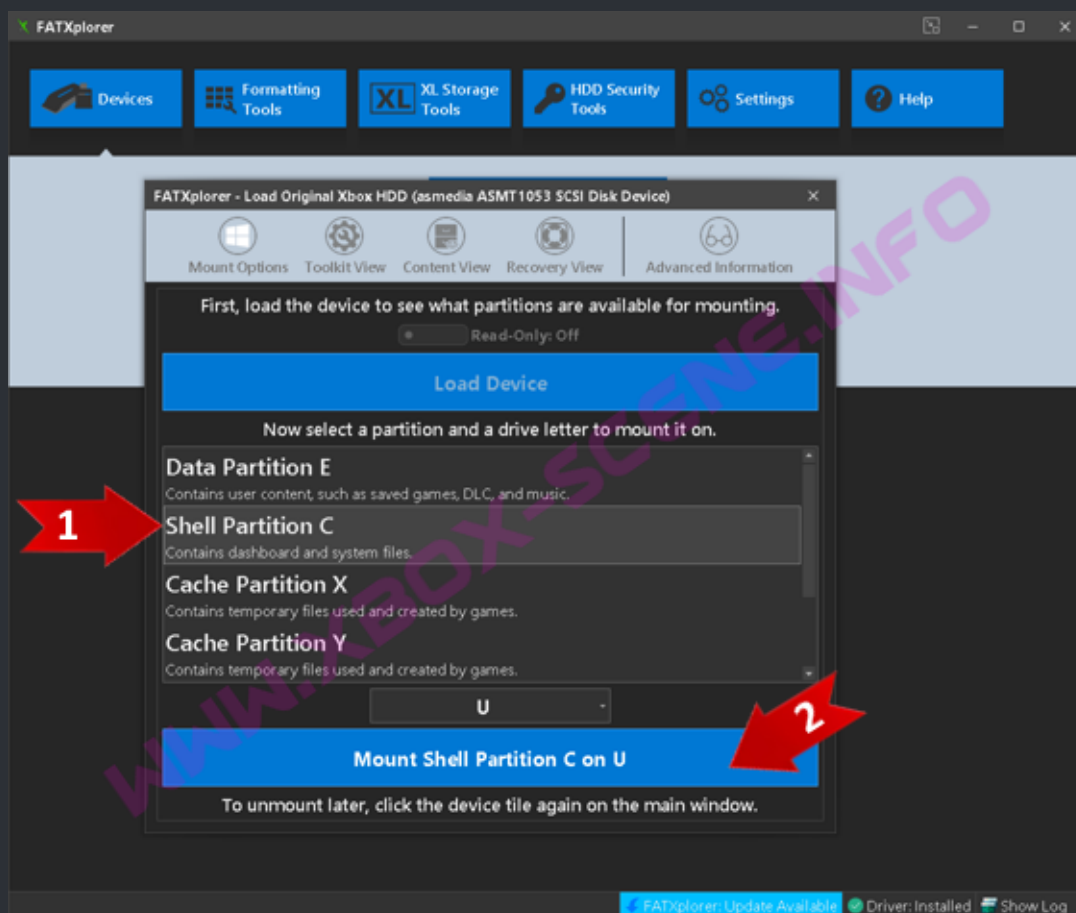 FATXplorer
Devices
Formatting
Tools
XL
XL Storage
Tools
HDD Security
Tools
Settings
? Help
FATXplorer - Load Original Xbox HDD (asmedia ASMT1053 SCSI Disk Device)
Mount Options Toolkit View Content View Recovery View Advanced Information
First, load the device to see what partitions are available for mounting.
Read-Only: Off
Load Device
Now select a partition and a drive letter to mount it on.
Data Partition E
Contains user content, such as saved games, DLC, and music.
1
Shell Partition C
Contains dashboard and system files.
Cache Partition X
Contains temporary files used and created by games.
Cache Partition Y
Contains temporary files used and created by games.
U
2
Mount Shell Partition C on U
To unmount later, click the device tile again on the main window.
WWW.XBOX-SCENE.INFO
FATXplorer: Update Available Driver: Installed Show Log